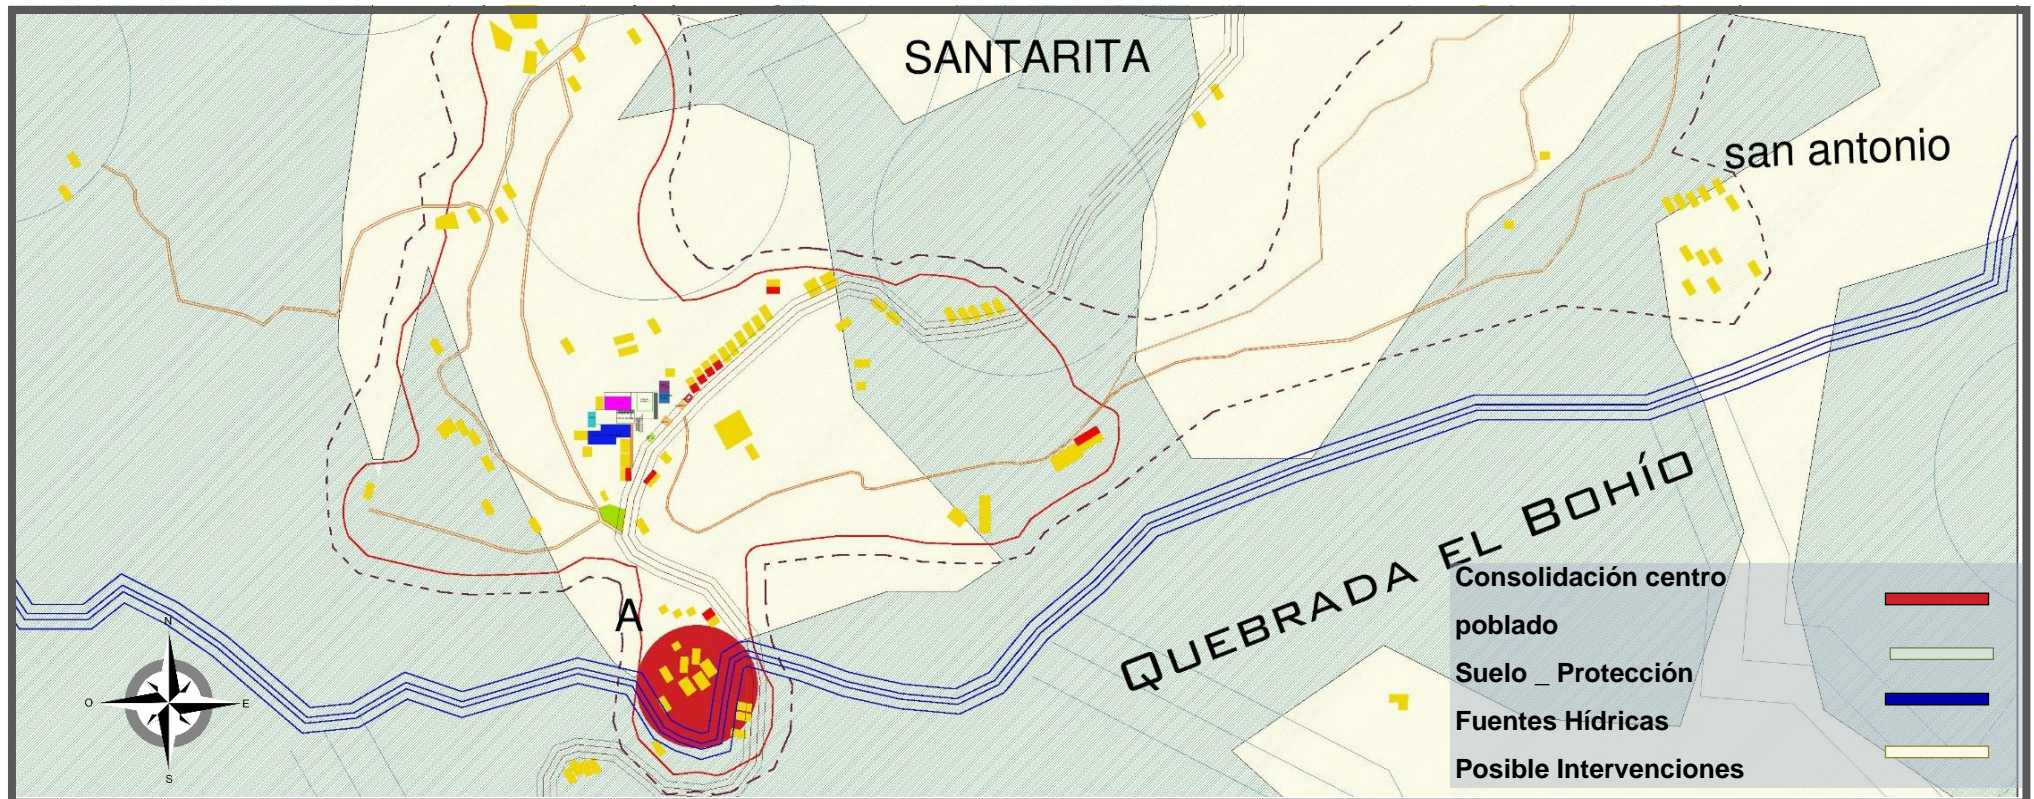 SANTARITA
san antonio
QUEBRADA EL BOHÍO
A
N
O
E
S
Consolidación centro
poblado
Suelo _ Protección
Fuentes Hídricas
Posible Intervenciones